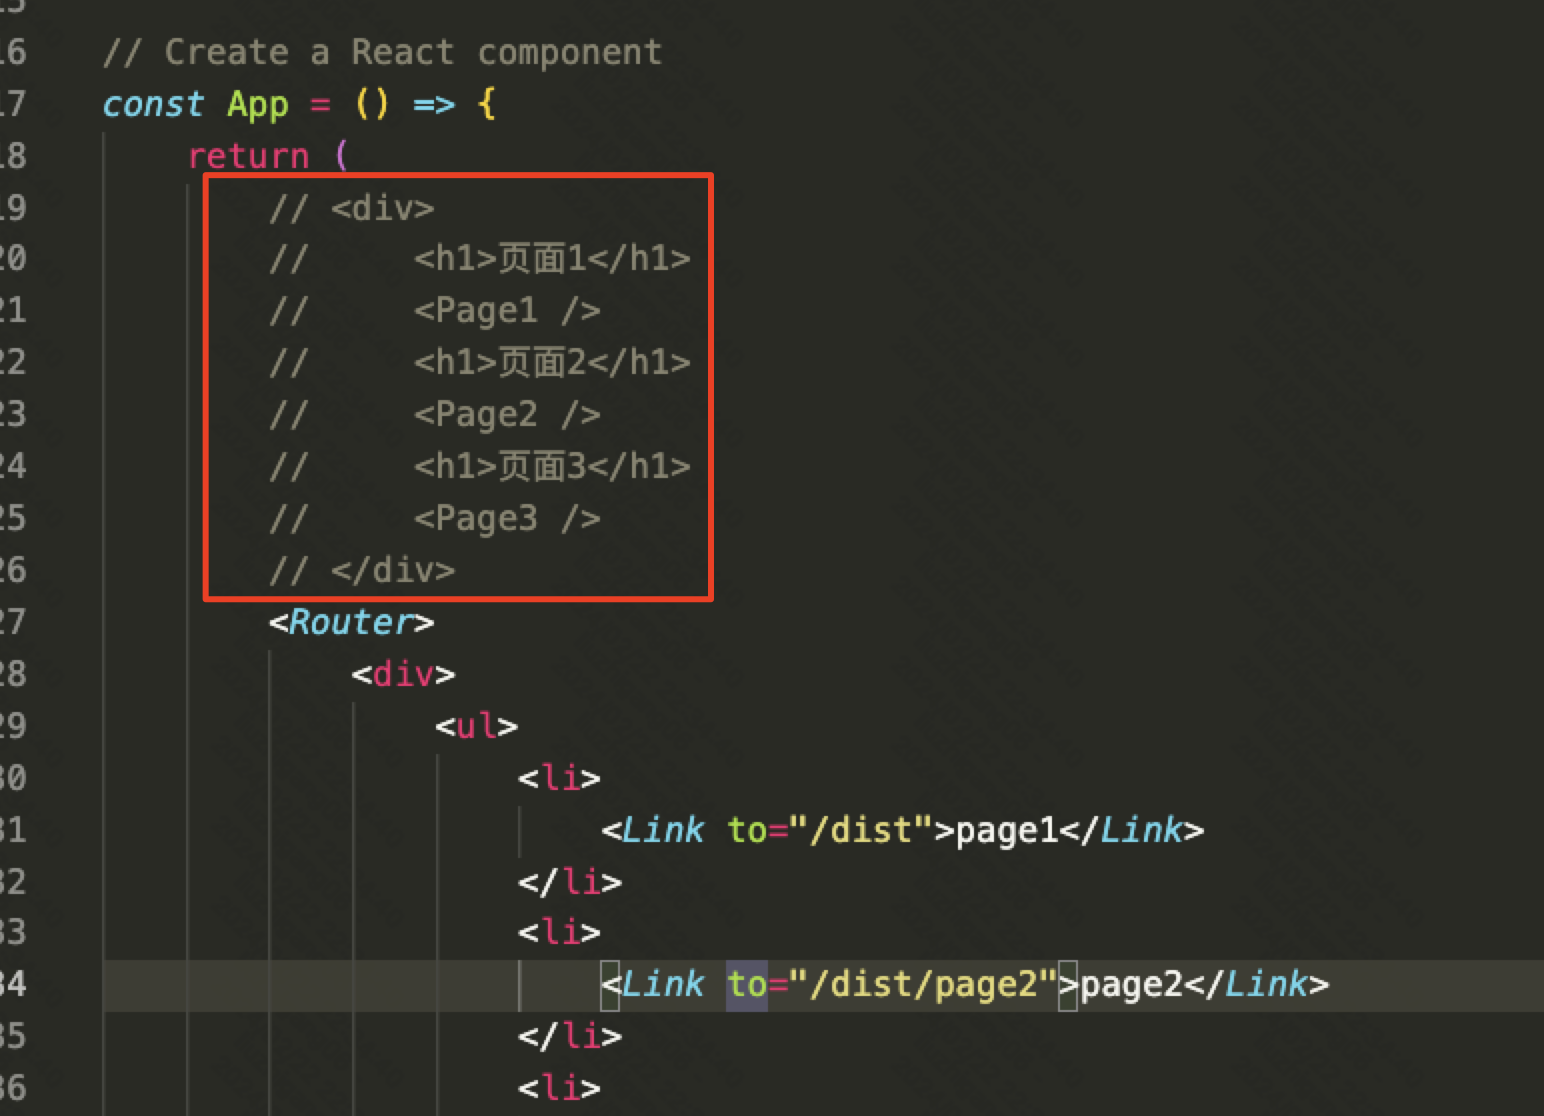 15
16 // Create a React component
17 const App = () => {
18 return (
19 // <div>
20 // <h1>页面1</h1>
21 // <Page1 />
22 // <h1>页面2</h1>
23 // <Page2 />
24 // <h1>页面3</h1>
25 // <Page3 />
26 // </div>
27 <Router>
28 <div>
29 <ul>
30 <li>
31 <Link to="/dist">page1</Link>
32 </li>
33 <li>
34 <Link to="/dist/page2">page2</Link>
35 </li>
36 <li>